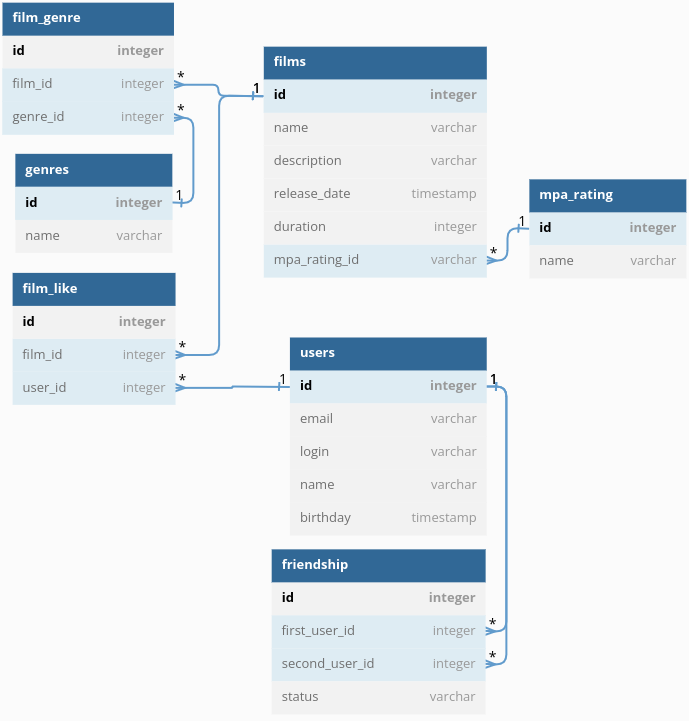 film_genre
id integer
film_id integer *
genre_id integer *
genres
id integer 1
name varchar
film_like
id integer
film_id integer *
user_id integer *
films
1 id integer
name varchar
description varchar
release_date timestamp
duration integer
mpa_rating_id varchar *
mpa_rating
1 id integer
name varchar
users
1 id integer 1
email varchar
login varchar
name varchar
birthday timestamp
friendship
id integer
first_user_id integer *
second_user_id integer *
status varchar